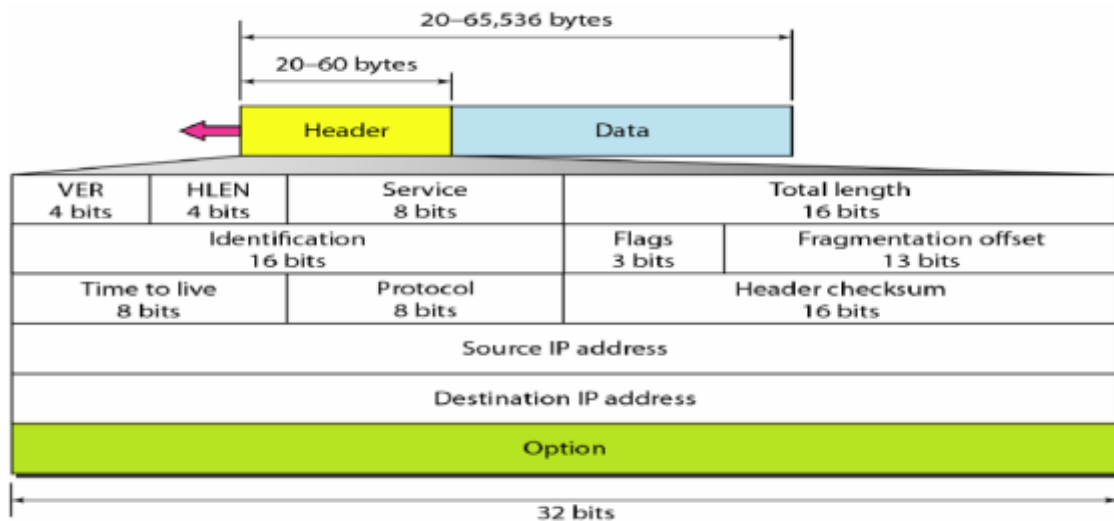 20–65,536 bytes
20–60 bytes
Header Data
VER HLEN Service Total length
4 bits 4 bits 8 bits 16 bits
Identification Flags Fragmentation offset
16 bits 3 bits 13 bits
Time to live Protocol Header checksum
8 bits 8 bits 16 bits
Source IP address
Destination IP address
Option
32 bits